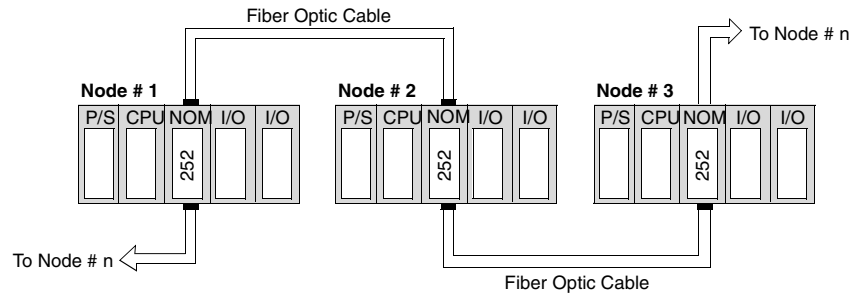 Fiber Optic Cable
To Node # n
Node # 1
Node # 2
Node # 3
P/S CPU NOM I/O I/O
P/S CPU NOM I/O I/O
P/S CPU NOM I/O I/O
252
252
252
To Node # n
Fiber Optic Cable